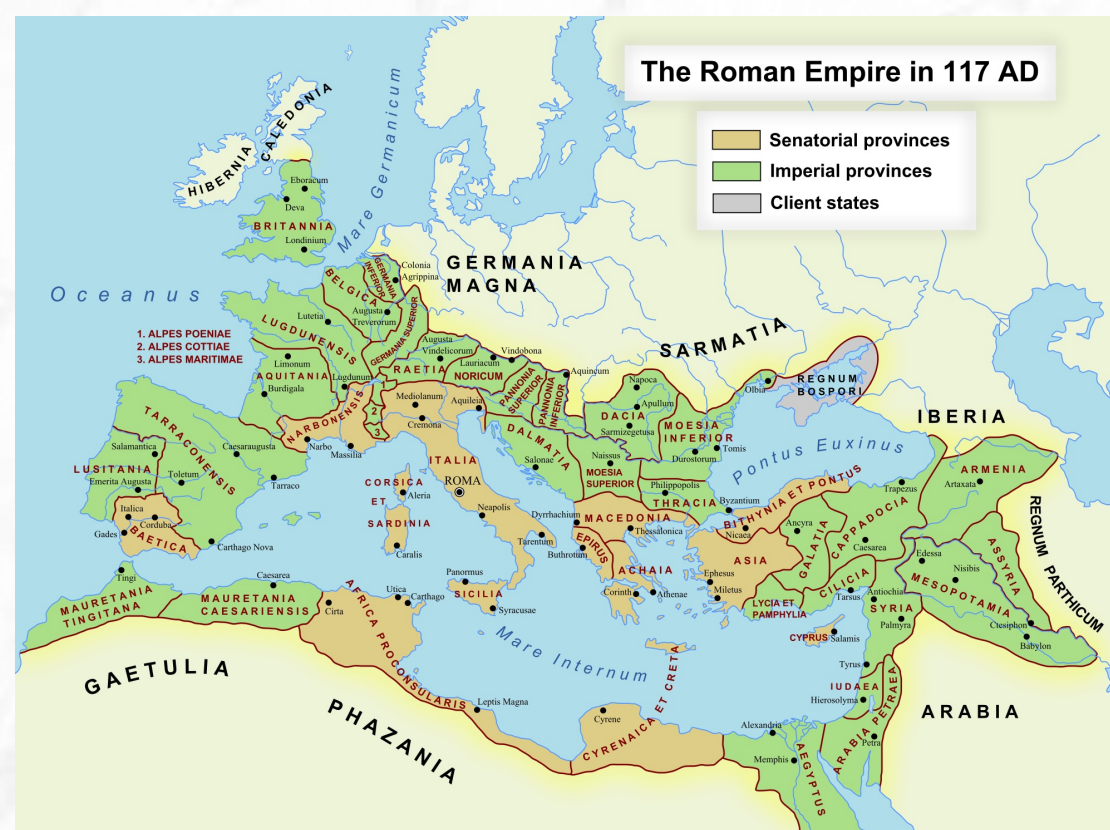 The Roman Empire in 117 AD
Senatorial provinces
Imperial provinces
Client states
HIBERNIA
CALEDONIA
Mare Germanicum
Oceanus
Eboracum
Deva
BRITANNIA
Londinium
GERMANIA
MAGNA
SARMATIA
GERMANIA
INFERIOR
Colonia
Agrippina
BELGICA
Augusta
Treverorum
GERMANIA SUPERIOR
Lutetia
LUGDUNENSIS
1. ALPES POENIAE
2. ALPES COTTIAE
3. ALPES MARITIMAE
Limonum
AQUITANIA
Burdigala
Lugdunum
NARBONENSIS
Narbo
Massilia
1
2
3
Augusta
Vindelicorum
RAETIA
Lauriacum
NORICUM
Vindobona
PANNONIA
SUPERIOR
PANNONIA
INFERIOR
Aquincum
Mediolanum
Cremona
Aquileia
ITALIA
ROMA
Neapolis
Tarentum
DALMATIA
Salonae
Napoca
Apullum
DACIA
Sarmizegetusa
MOESIA
INFERIOR
Tomis
Durostorum
Naissus
MOESIA
SUPERIOR
Philippopolis
THRACIA
Byzantium
Olbia
REGNUM
BOSPORI
Pontus Euxinus
IBERIA
ARMENIA
Artaxata
Trapezus
REGNUM PARTHICUM
ASSYRIA
Edessa
Nisibis
MESOPOTAMIA
Ctesiphon
Babylon
BITHYNIA ET PONTUS
Nicaea
Ancyra
GALATIA
CAPPADOCIA
Caesarea
ASIA
Ephesus
Miletus
LYCIA ET
PAMPHYLIA
CILICIA
Tarsus
Antiochia
SYRIA
Palmyra
CYPRUS
Salamis
Tyrus
IUDAEA
Hierosolyma
ARABIA PETRAEA
Petra
ARABIA
Dyrrhachium
MACEDONIA
Thessalonica
EPIRUS
Buthrotum
ACHAIA
Corinth
Athenae
CORSICA
ET
SARDINIA
Aleria
Caralis
Panormus
SICILIA
Syracusae
TARRACONENSIS
Salamantica
LUSITANIA
Emerita Augusta
Toletum
Caesaraugusta
Tarraco
Italica
Corduba
Gades
BAETICA
Carthago Nova
Tingi
MAURETANIA
TINGITANA
Caesarea
MAURETANIA
CAESARIENSIS
Cirta
Utica
Carthago
AFRICA PROCONSULARIS
Leptis Magna
Mare Internum
Cyrene
CYRENAICA ET CRETA
Alexandria
Memphis
AEGYPTUS
GAETULIA
PHAZANIA